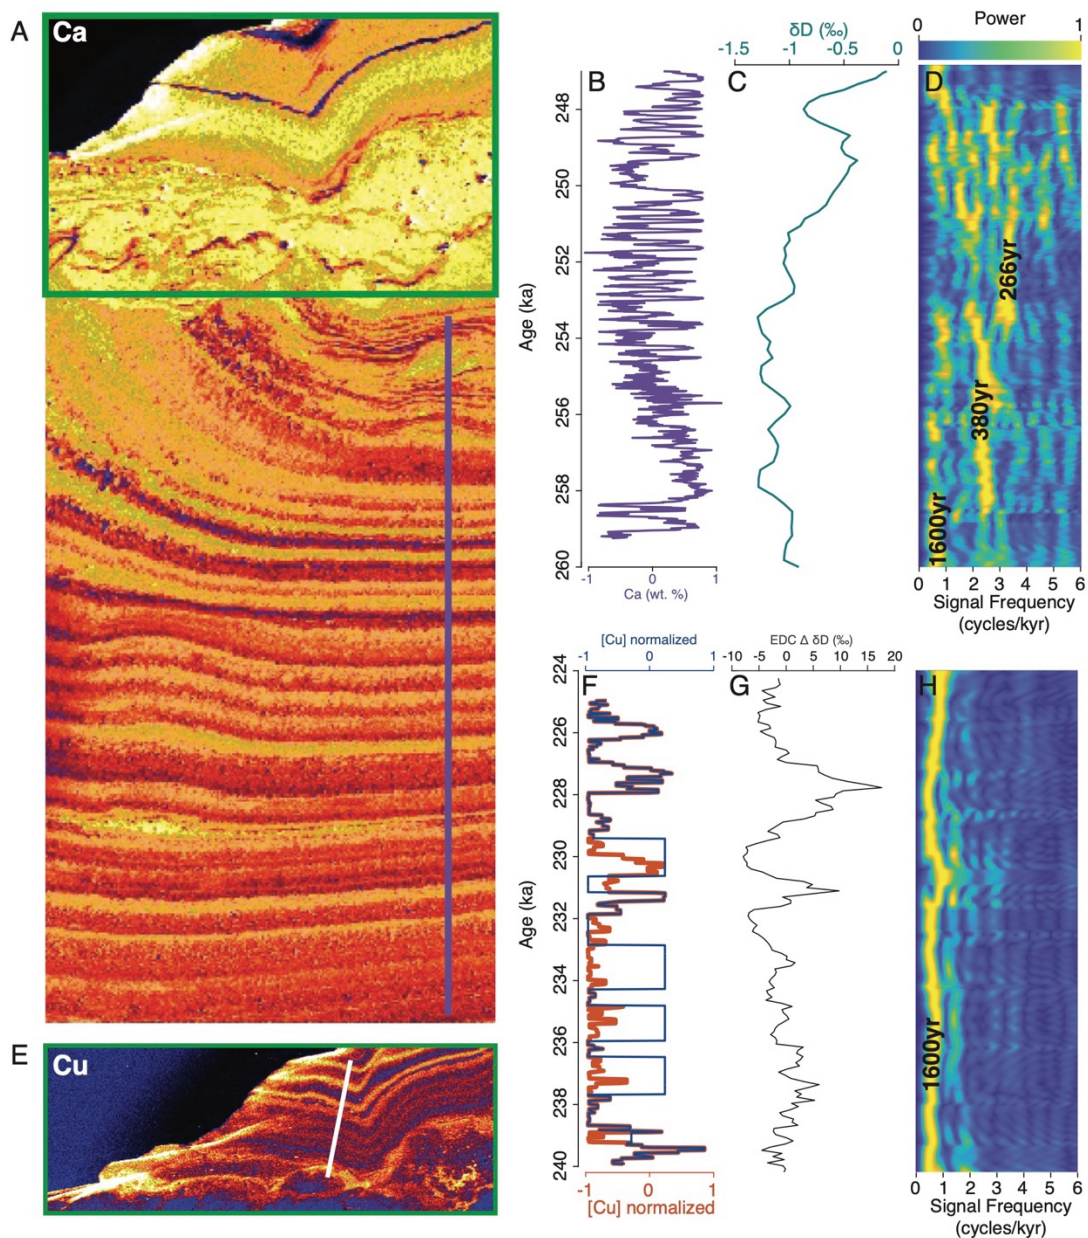 A
Ca
B
Age (ka)
248
250
252
254
256
258
260
-1
0
1
Ca (wt. %)
C
δD (‰)
-1.5
-1
-0.5
0
D
Power
0
1
266yr
380yr
1600yr
0 1 2 3 4 5 6
Signal Frequency
(cycles/kyr)
E
Cu
F
[Cu] normalized
-1
0
1
Age (ka)
224
226
228
230
232
234
236
238
240
-1
0
1
[Cu] normalized
G
EDC Δ δD (‰)
-10 -5 0 5 10 15 20
H
1600yr
0 1 2 3 4 5 6
Signal Frequency
(cycles/kyr)